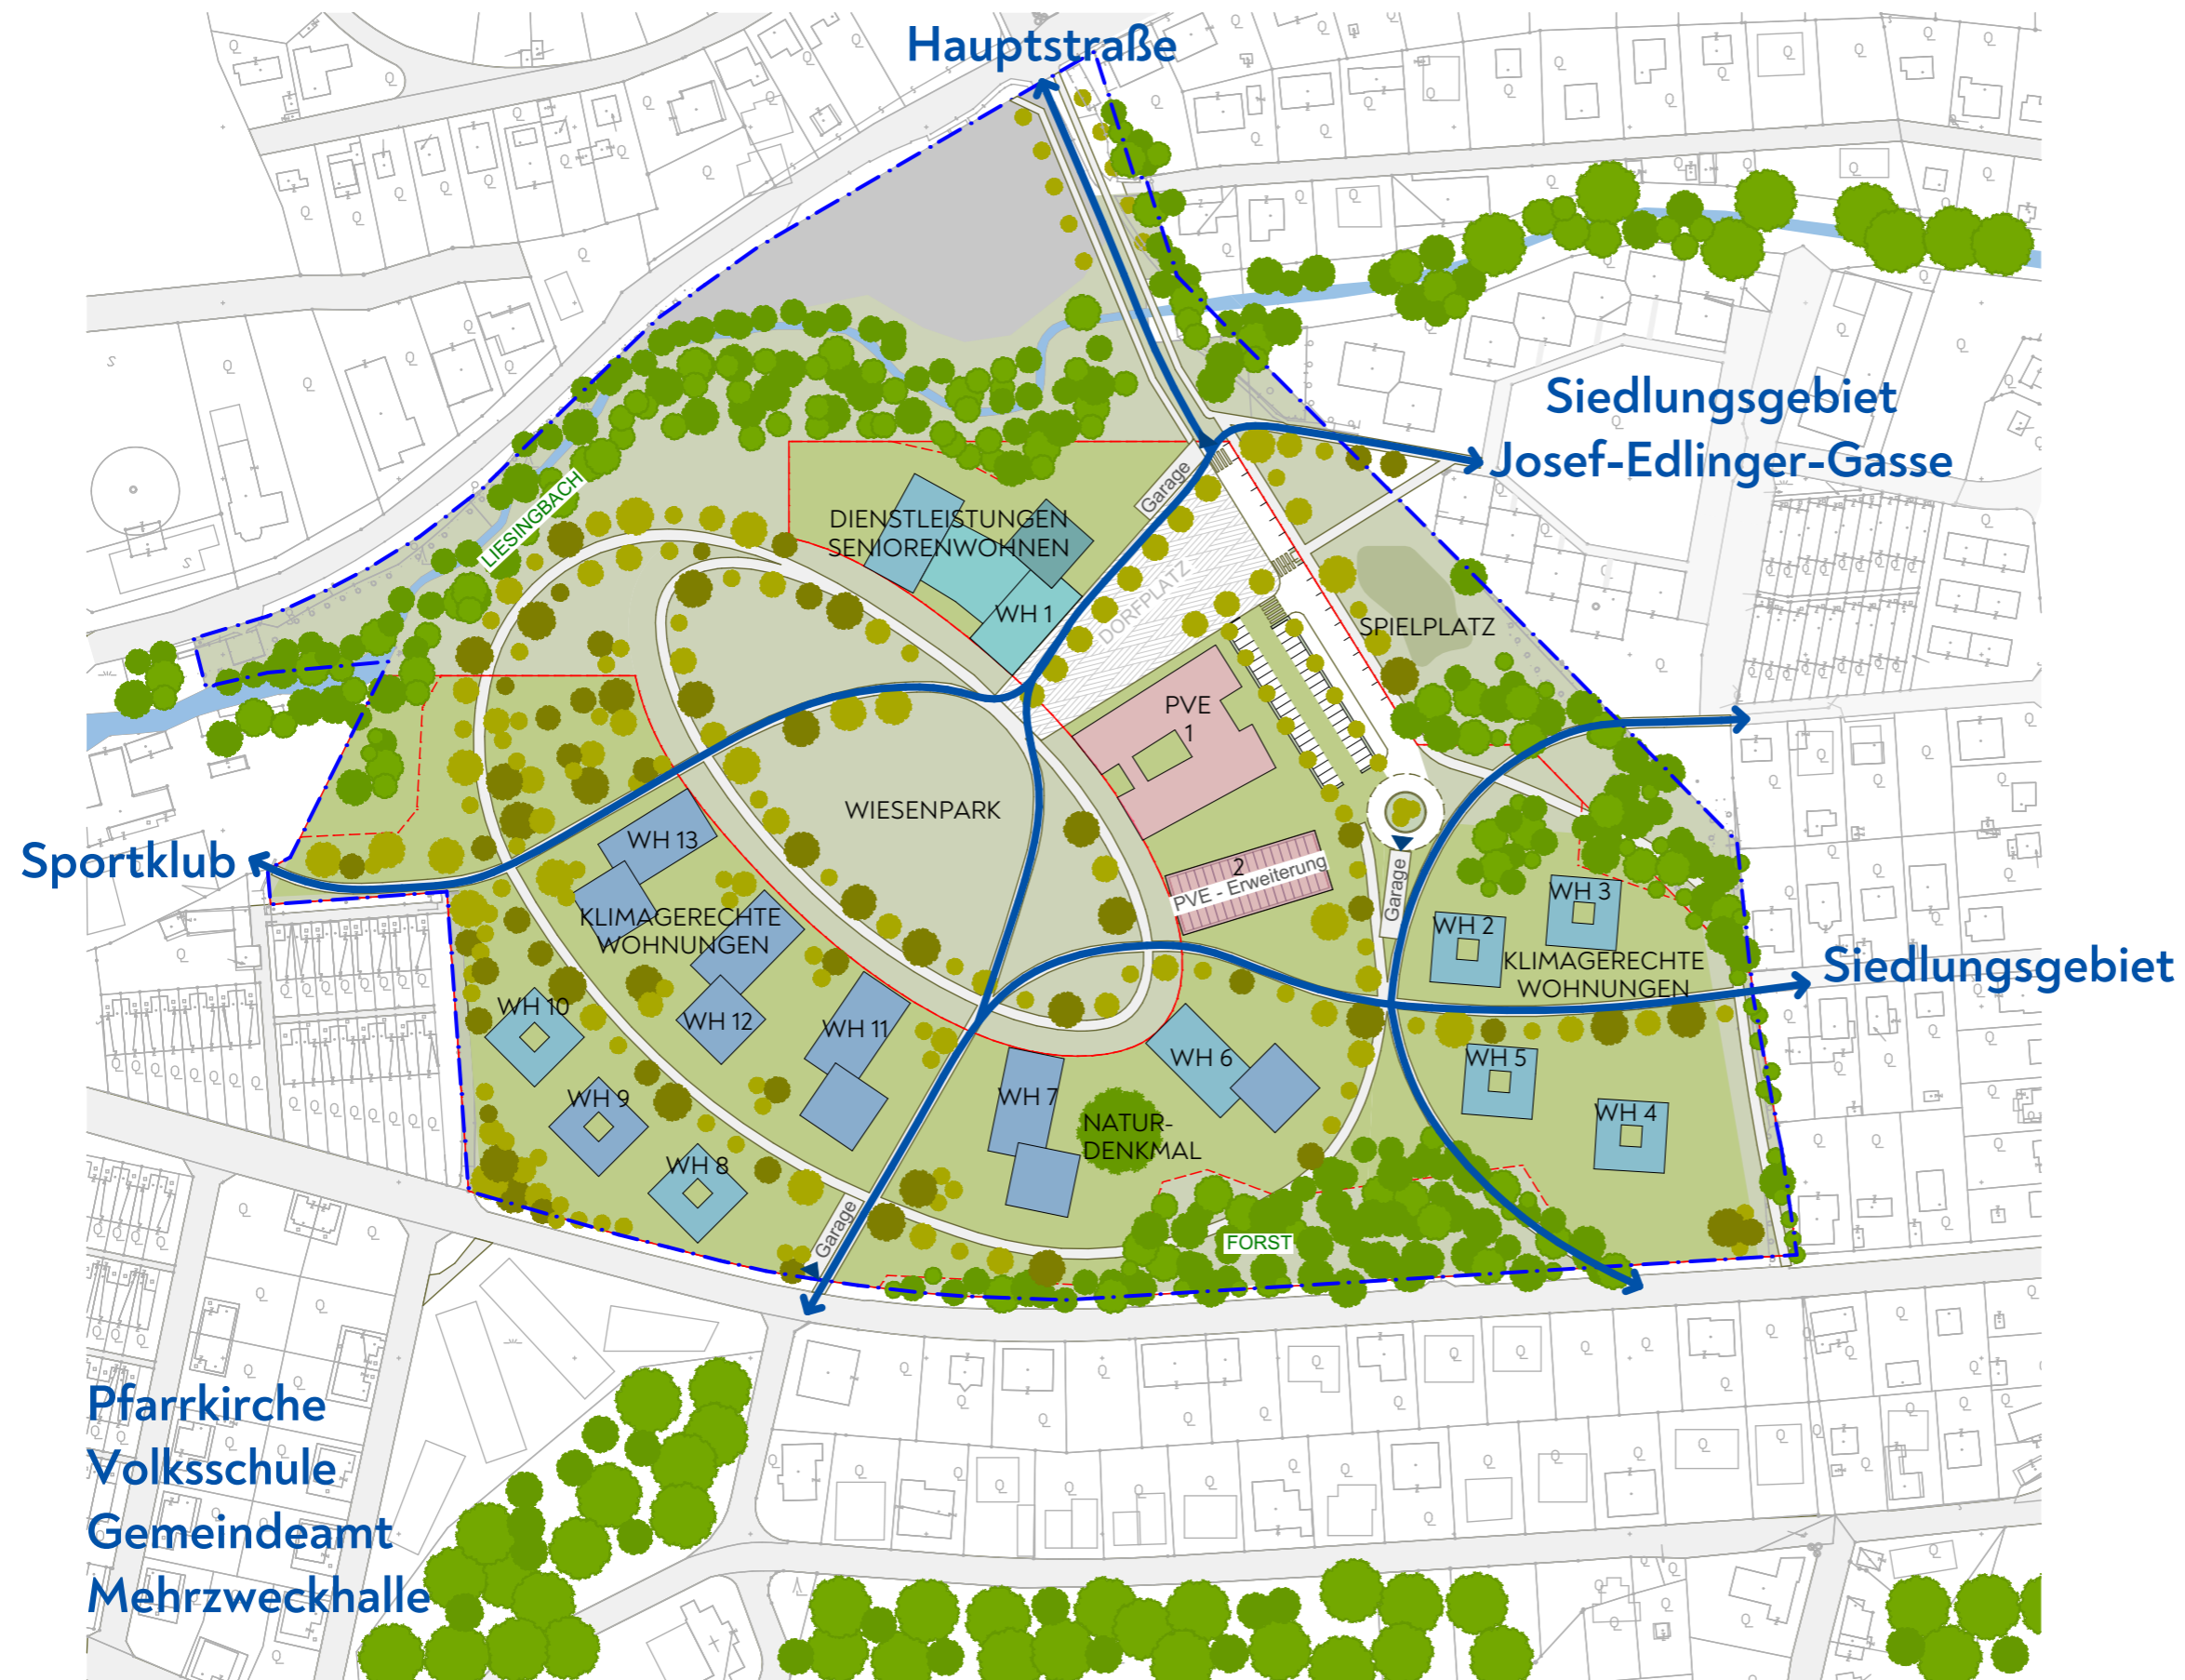 Hauptstraße
Siedlungsgebiet
Josef-Edlinger-Gasse
Garage
LIESINGBACH
DIENSTLEISTUNGEN
SENIORENWOHNEN
WH 1
DORFPLATZ
SPIELPLATZ
PVE
1
WIESENPARK
WH 13
Sportklub
2
PVE - Erweiterung
Garage
WH 3
WH 2
KLIMAGERECHTE
WOHNUNGEN
KLIMAGERECHTE
WOHNUNGEN
Siedlungsgebiet
WH 10
WH 12
WH 11
WH 6
WH 5
WH 9
WH 7
WH 4
NATUR-
DENKMAL
WH 8
Garage
FORST
Pfarrkirche
Volksschule
Gemeindeamt
Mehrzweckhalle